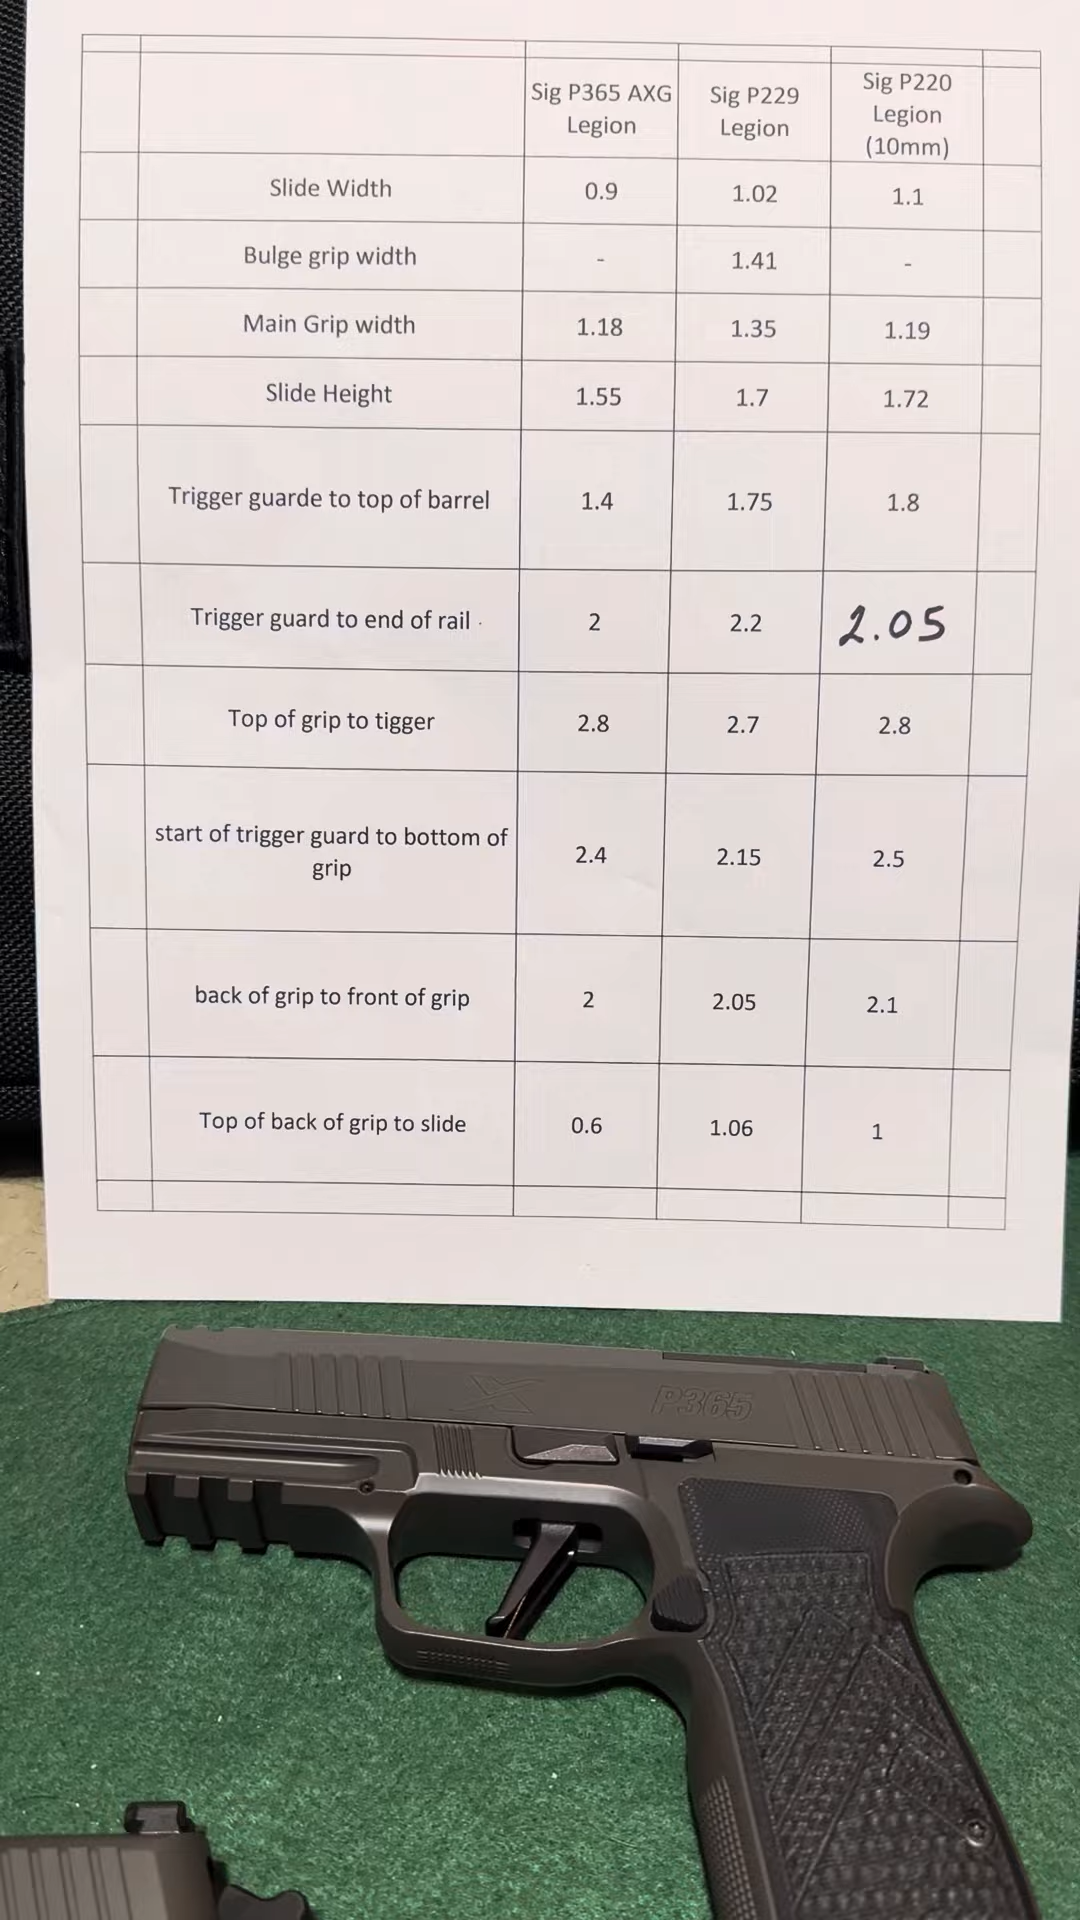 Sig P365 AXG Legion Sig P229 Legion Sig P220 Legion (10mm)
Slide Width 0.9 1.02 1.1
Bulge grip width - 1.41 -
Main Grip width 1.18 1.35 1.19
Slide Height 1.55 1.7 1.72
Trigger guarde to top of barrel 1.4 1.75 1.8
Trigger guard to end of rail 2 2.2 2.05
Top of grip to tigger 2.8 2.7 2.8
start of trigger guard to bottom of grip 2.4 2.15 2.5
back of grip to front of grip 2 2.05 2.1
Top of back of grip to slide 0.6 1.06 1
X P365